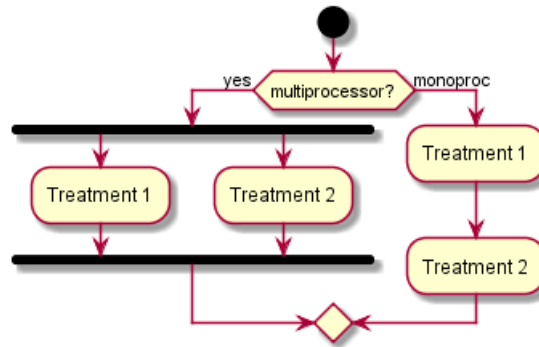 multiprocessor?
yes
monoproc
Treatment 1
Treatment 2
Treatment 1
Treatment 2